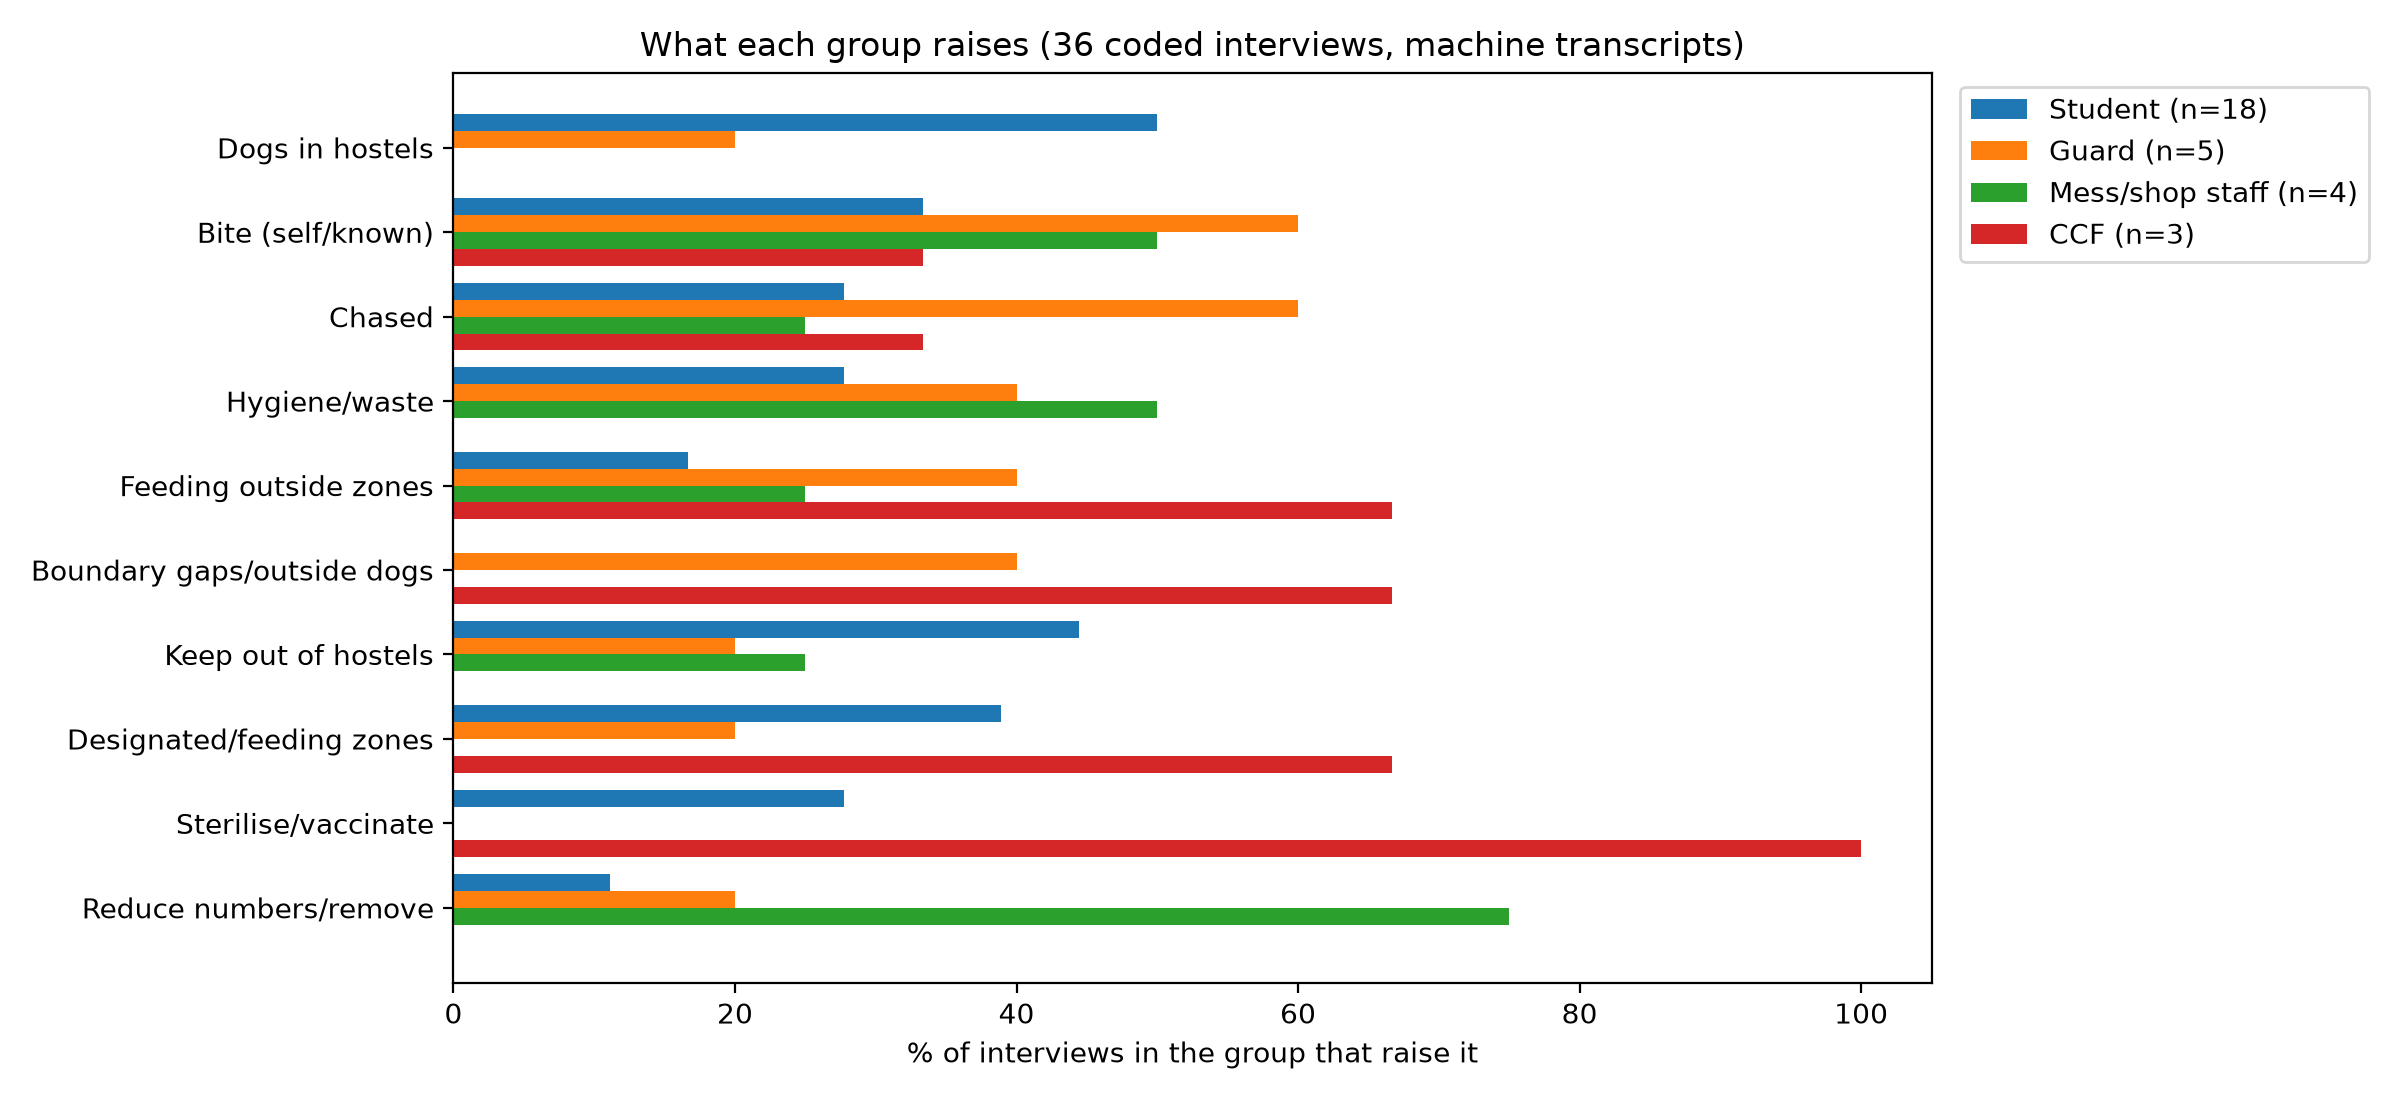 What each group raises (36 coded interviews, machine transcripts)
Student (n=18)
Guard (n=5)
Mess/shop staff (n=4)
CCF (n=3)
Dogs in hostels
Bite (self/known)
Chased
Hygiene/waste
Feeding outside zones
Boundary gaps/outside dogs
Keep out of hostels
Designated/feeding zones
Sterilise/vaccinate
Reduce numbers/remove
0 20 40 60 80 100
% of interviews in the group that raise it